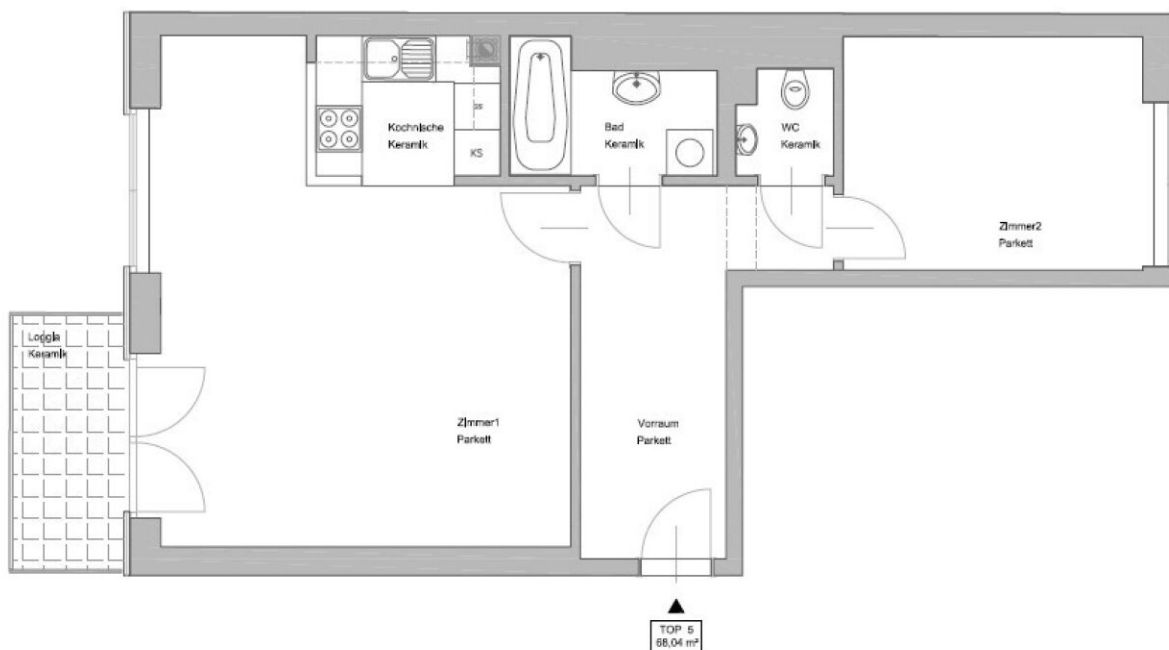 Kochnische
Keramik
GS
KS
Bad
Keramik
WC
Keramik
Zimmer2
Parkett
Loggia
Keramik
Zimmer1
Parkett
Vorraum
Parkett
TOP 5
68,04 m²